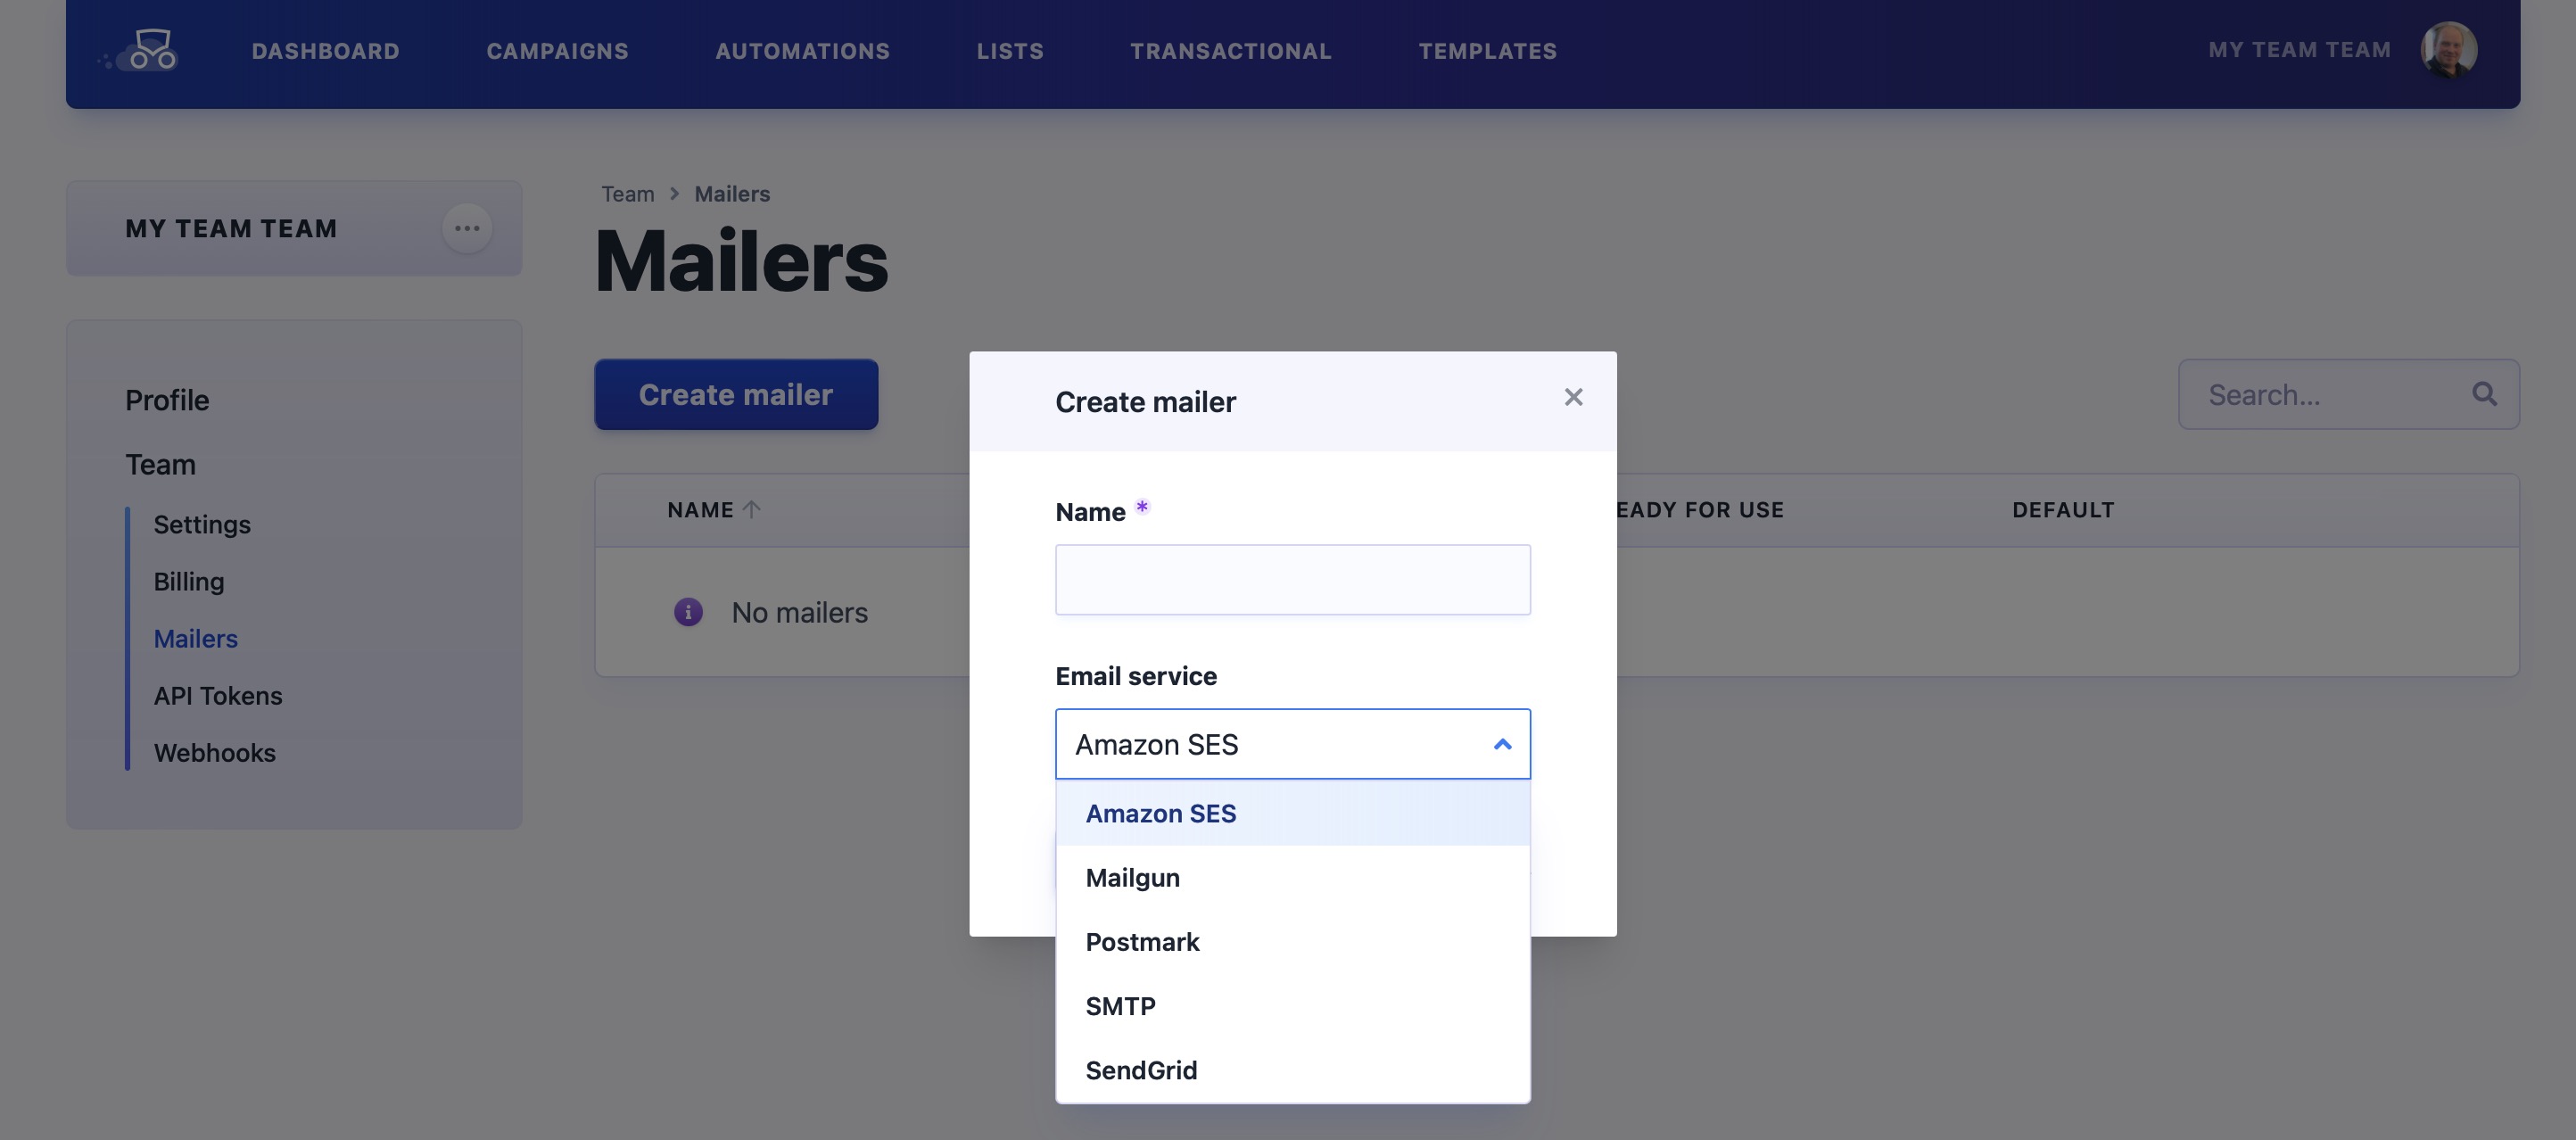 DASHBOARD CAMPAIGNS AUTOMATIONS LISTS TRANSACTIONAL TEMPLATES MY TEAM TEAM
MY TEAM TEAM
Profile
Team
Settings
Billing
Mailers
API Tokens
Webhooks
Team Mailers
Mailers
Create mailer
Search...
NAME EADY FOR USE DEFAULT
No mailers
Create mailer
Name *
Email service
Amazon SES
Amazon SES
Mailgun
Postmark
SMTP
SendGrid